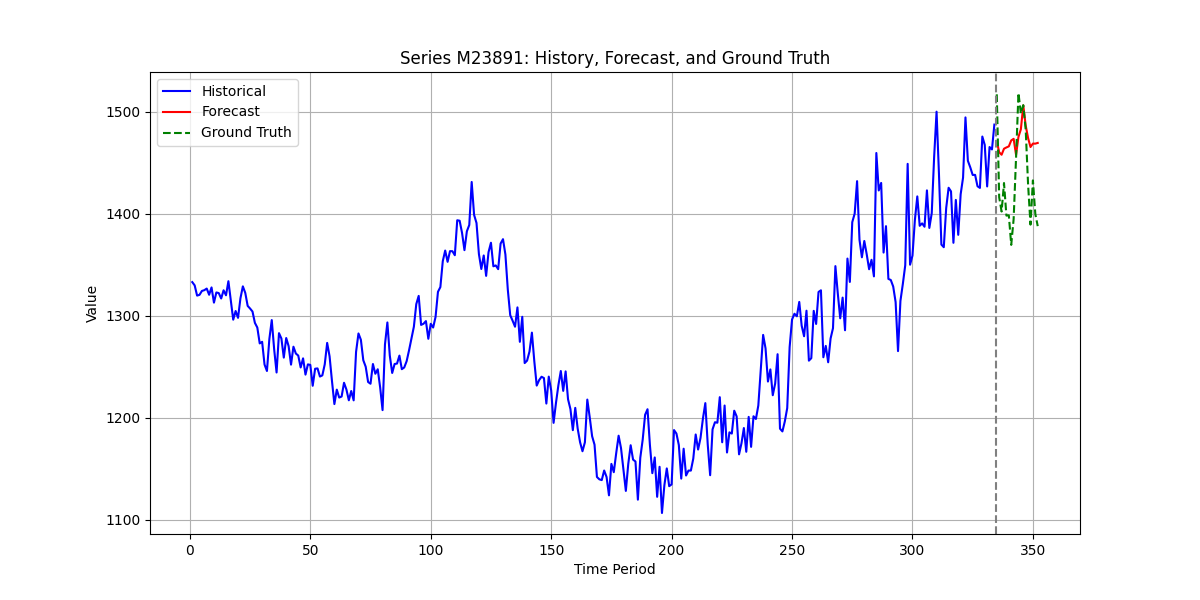 Series M23891: History, Forecast, and Ground Truth
Historical
Forecast
Ground Truth
1500
1400
1300
1200
1100
Value
0 50 100 150 200 250 300 350
Time Period